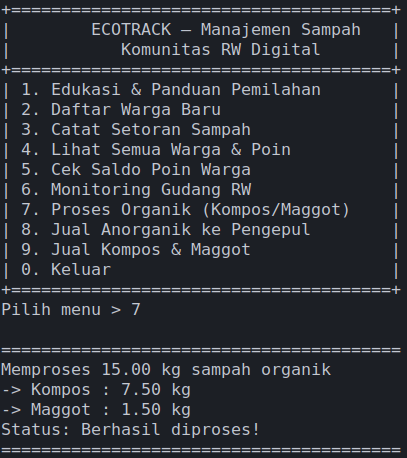 +======================================+
|        ECOTRACK — Manajemen Sampah   |
|           Komunitas RW Digital       |
+======================================+
| 1. Edukasi & Panduan Pemilahan       |
| 2. Daftar Warga Baru                 |
| 3. Catat Setoran Sampah              |
| 4. Lihat Semua Warga & Poin          |
| 5. Cek Saldo Poin Warga              |
| 6. Monitoring Gudang RW              |
| 7. Proses Organik (Kompos/Maggot)    |
| 8. Jual Anorganik ke Pengepul        |
| 9. Jual Kompos & Maggot              |
| 0. Keluar                            |
+======================================+
Pilih menu > 7

========================================
Memproses 15.00 kg sampah organik
-> Kompos : 7.50 kg
-> Maggot : 1.50 kg
Status: Berhasil diproses!
========================================